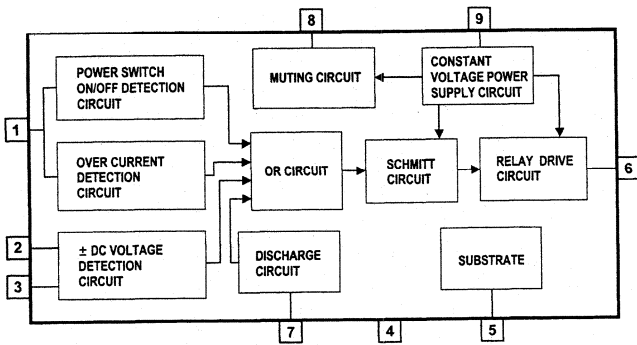 8
9
POWER SWITCH
ON/OFF DETECTION
CIRCUIT
MUTING CIRCUIT
CONSTANT
VOLTAGE POWER
SUPPLY CIRCUIT
1
OVER CURRENT
DETECTION
CIRCUIT
OR CIRCUIT
SCHMITT
CIRCUIT
RELAY DRIVE
CIRCUIT
6
2
± DC VOLTAGE
DETECTION
CIRCUIT
3
DISCHARGE
CIRCUIT
SUBSTRATE
7
4
5